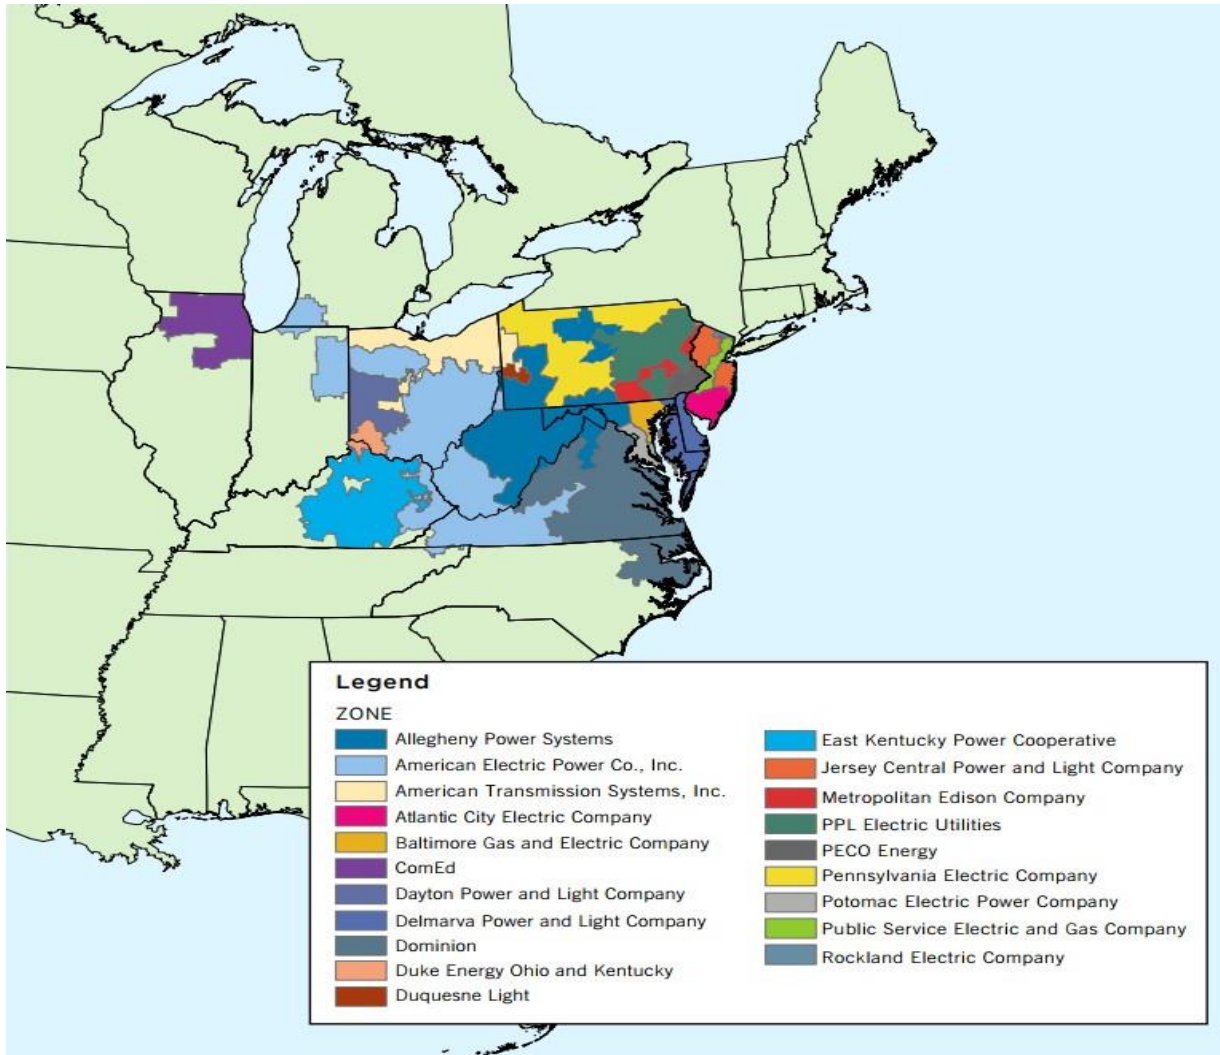 Legend
ZONE
Allegheny Power Systems
American Electric Power Co., Inc.
American Transmission Systems, Inc.
Atlantic City Electric Company
Baltimore Gas and Electric Company
ComEd
Dayton Power and Light Company
Delmarva Power and Light Company
Dominion
Duke Energy Ohio and Kentucky
Duquesne Light
East Kentucky Power Cooperative
Jersey Central Power and Light Company
Metropolitan Edison Company
PPL Electric Utilities
PECO Energy
Pennsylvania Electric Company
Potomac Electric Power Company
Public Service Electric and Gas Company
Rockland Electric Company